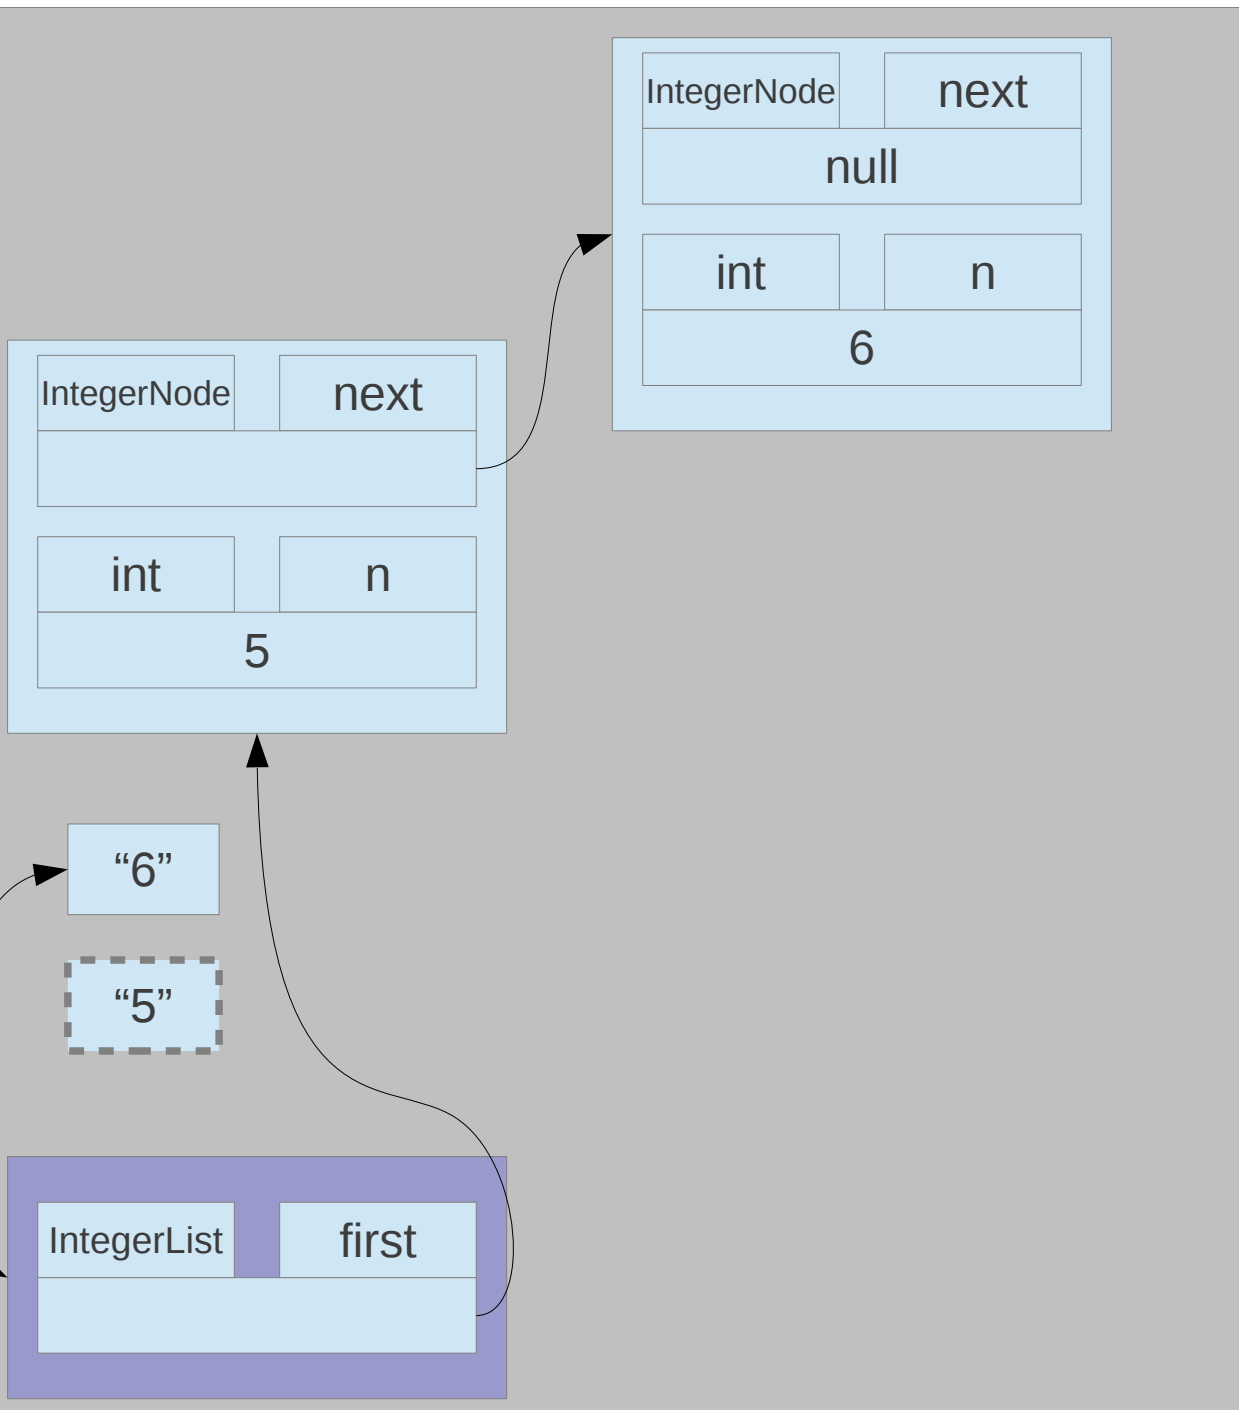 IntegerNode next
null
int n
6
IntegerNode next
int n
5
“6”
“5”
IntegerList first